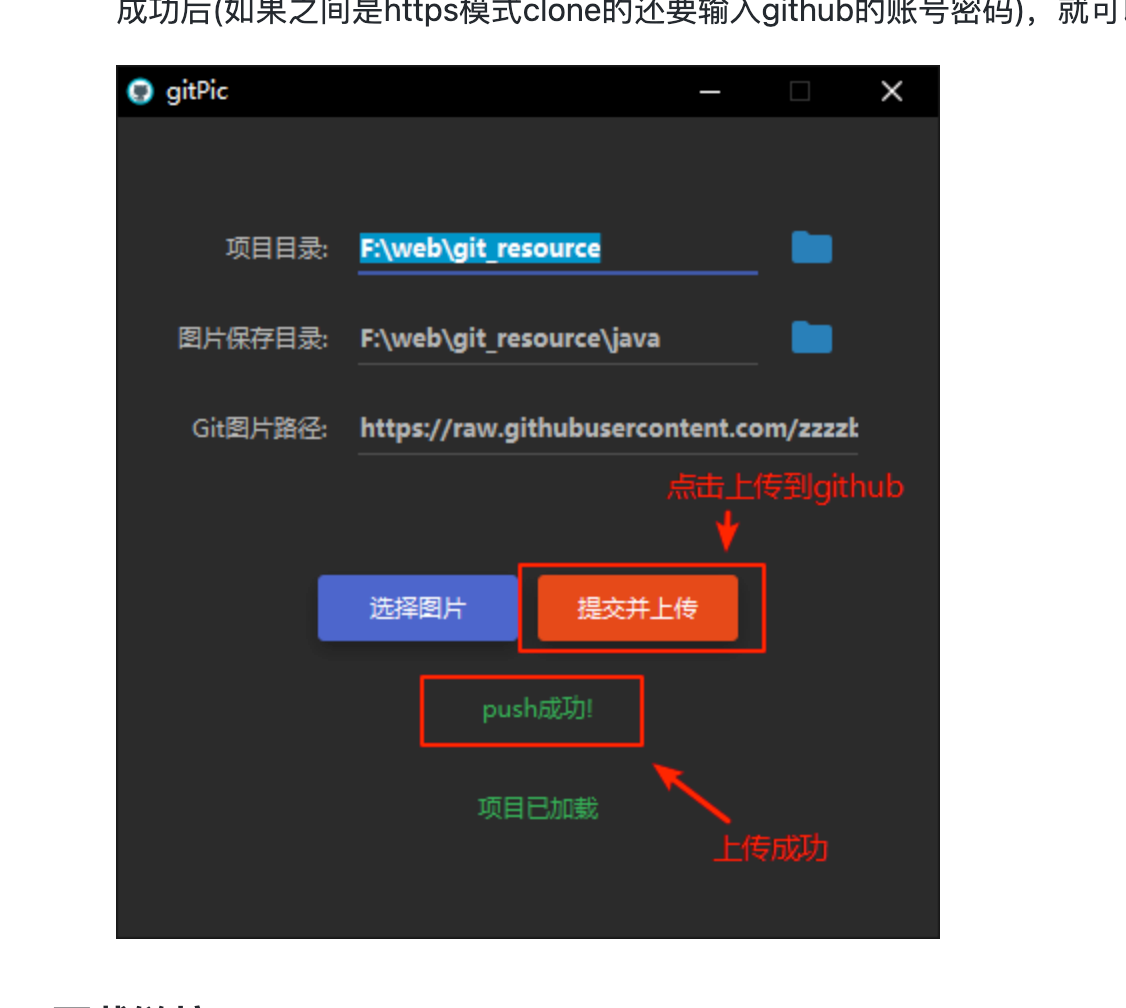 成功后(如果之间是https模式clone的还要输入github的账号密码)，就可
gitPic
项目目录: F:\web\git_resource
图片保存目录: F:\web\git_resource\java
Git图片路径: https://raw.githubusercontent.com/zzzzb
点击上传到github
选择图片 提交并上传
push成功!
项目已加载
上传成功